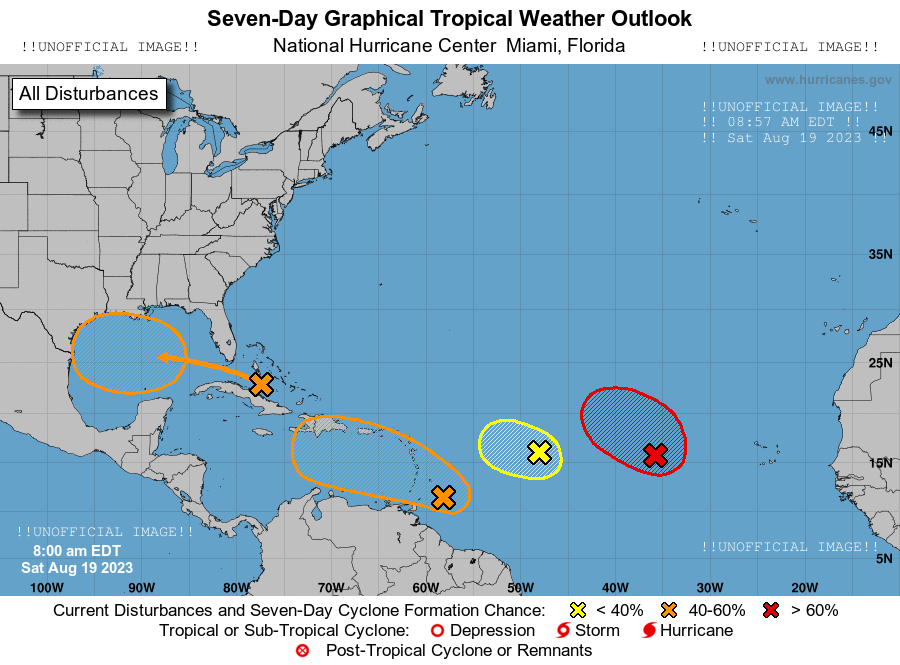 Seven-Day Graphical Tropical Weather Outlook
!!UNOFFICIAL IMAGE!! National Hurricane Center Miami, Florida !!UNOFFICIAL IMAGE!!
www.hurricanes.gov
All Disturbances
!!UNOFFICIAL IMAGE!!
!! 08:57 AM EDT !!
!! Sat Aug 19 2023 !!
45N
35N
25N
15N
!!UNOFFICIAL IMAGE!!
!!UNOFFICIAL IMAGE!!
8:00 am EDT
5N
Sat Aug 19 2023
100W 90W 80W 70W 60W 50W 40W 30W 20W
Current Disturbances and Seven-Day Cyclone Formation Chance: < 40% 40-60% > 60%
Tropical or Sub-Tropical Cyclone: Depression Storm Hurricane
Post-Tropical Cyclone or Remnants